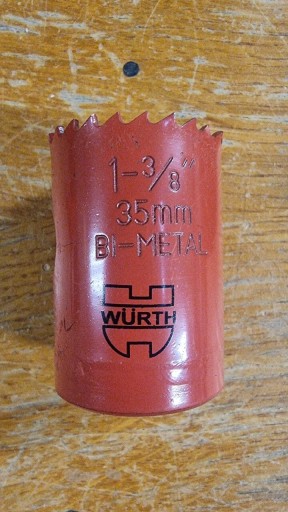 1-3/8"
35mm
BI-METAL
WÜRTH